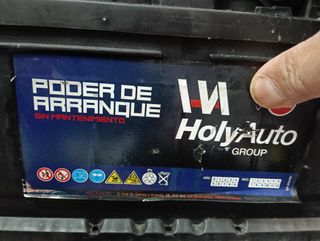 PODER DE
ARRANQUE
SIN MANTENIMIENTO
HolyAuto
GROUP